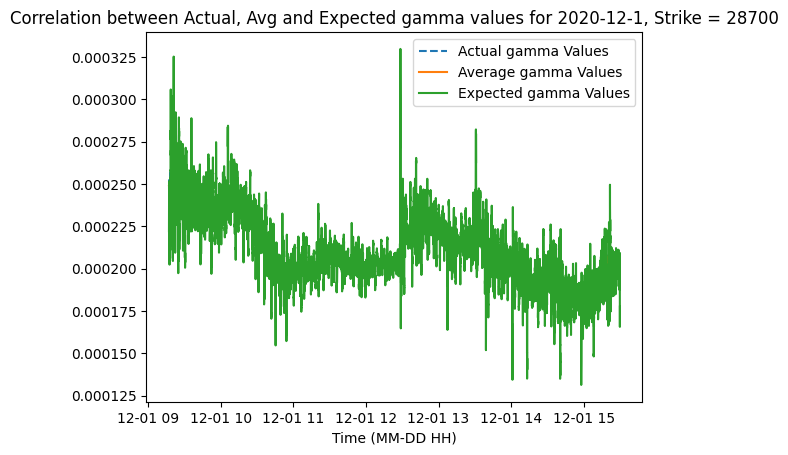 Correlation between Actual, Avg and Expected gamma values for 2020-12-1, Strike = 28700
Actual gamma Values
Average gamma Values
Expected gamma Values
0.000325
0.000300
0.000275
0.000250
0.000225
0.000200
0.000175
0.000150
0.000125
12-01 09 12-01 10 12-01 11 12-01 12 12-01 13 12-01 14 12-01 15
Time (MM-DD HH)